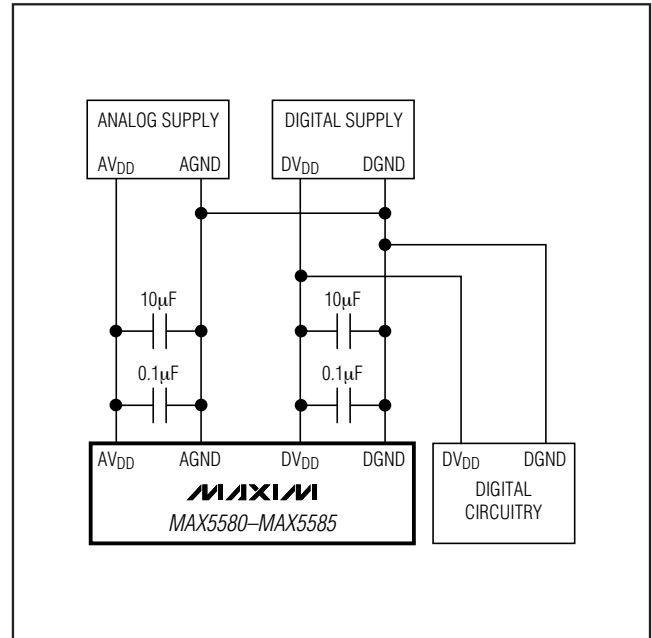 ANALOG SUPPLY
AVDD AGND
DIGITAL SUPPLY
DVDD DGND
10µF
10µF
0.1µF
0.1µF
AVDD AGND DVDD DGND
MAXIM
MAX5580–MAX5585
DVDD DGND
DIGITAL
CIRCUITRY